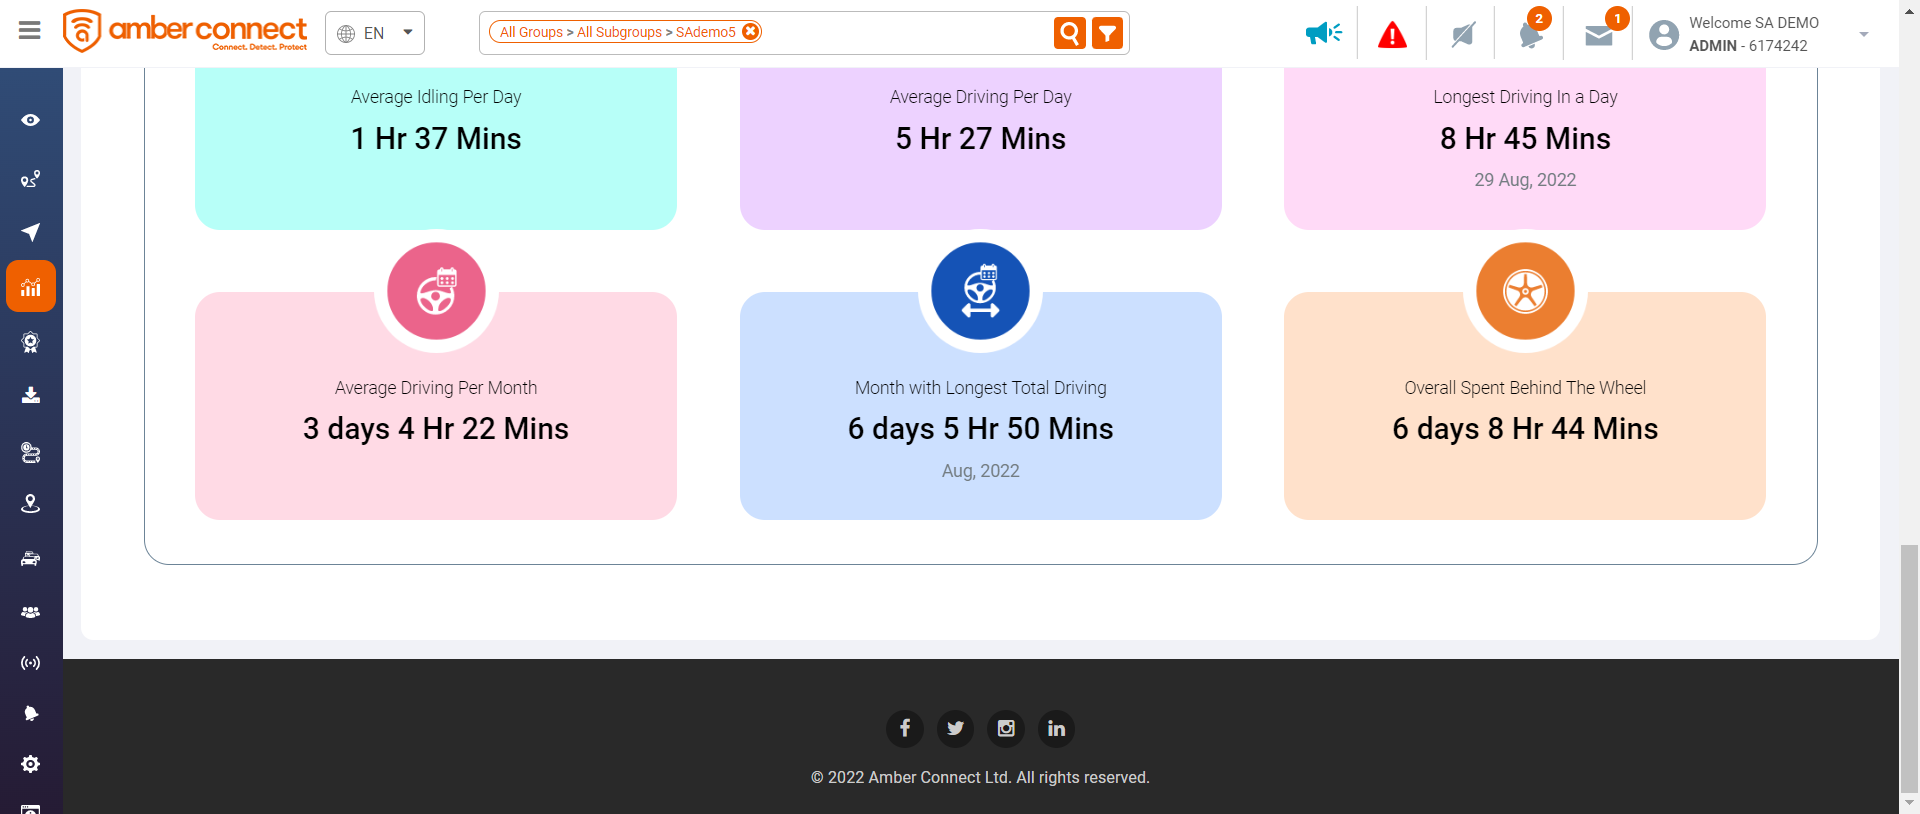 amber connect
Connect. Detect. Protect
EN
All Groups > All Subgroups > SAdemo5
2
1
Welcome SA DEMO
ADMIN - 6174242
Average Idling Per Day
1 Hr 37 Mins
Average Driving Per Day
5 Hr 27 Mins
Longest Driving In a Day
8 Hr 45 Mins
29 Aug, 2022
Average Driving Per Month
3 days 4 Hr 22 Mins
Month with Longest Total Driving
6 days 5 Hr 50 Mins
Aug, 2022
Overall Spent Behind The Wheel
6 days 8 Hr 44 Mins
© 2022 Amber Connect Ltd. All rights reserved.